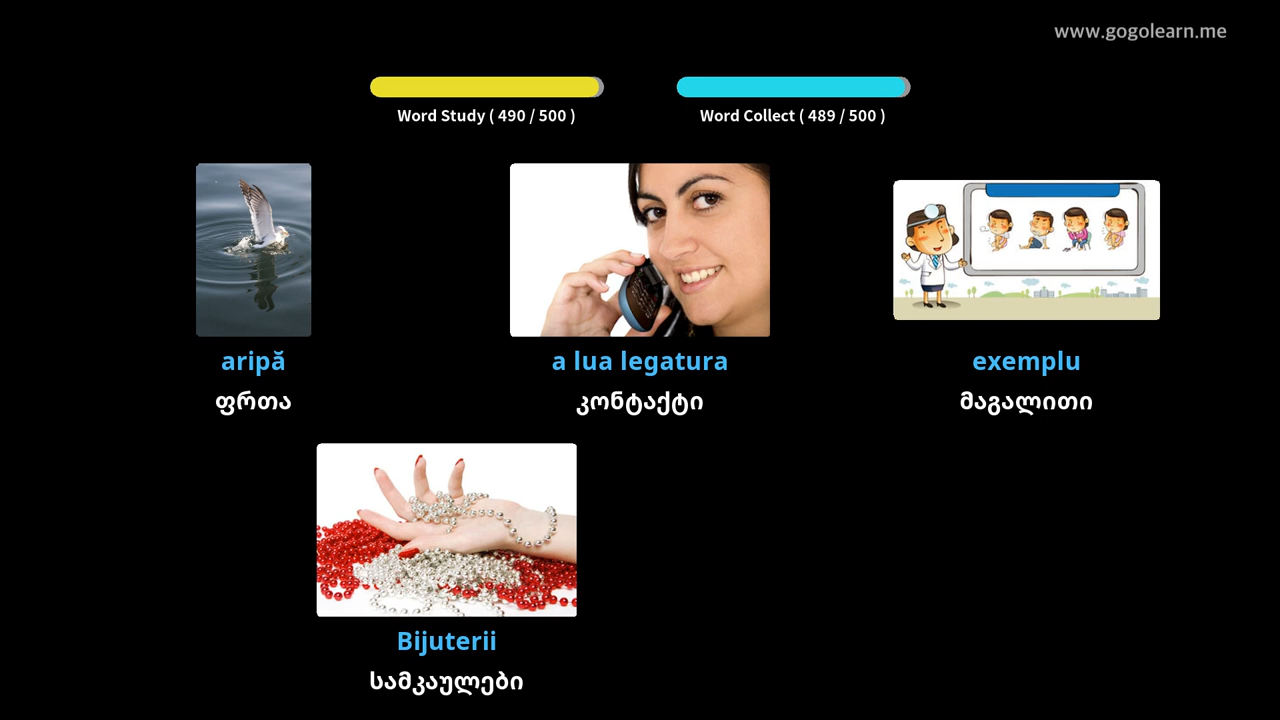 www.gogolearn.me
Word Study ( 490 / 500 )
Word Collect ( 489 / 500 )
aripă
ფრთა
a lua legatura
კონტაქტი
exemplu
მაგალითი
Bijuterii
სამკაულები